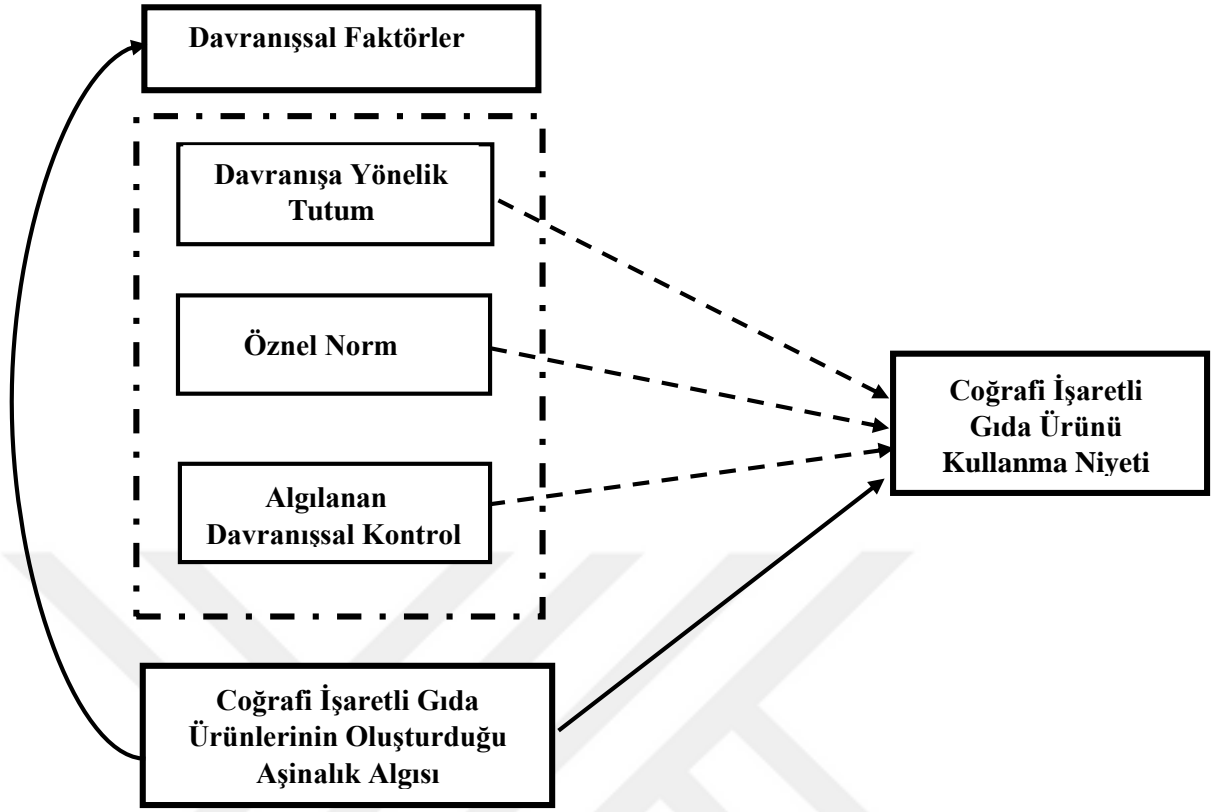 Davranışsal Faktörler
Davranışa Yönelik
Tutum
Öznel Norm
Algılanan
Davranışsal Kontrol
Coğrafi İşaretli Gıda
Ürünlerinin Oluşturduğu
Aşinalık Algısı
Coğrafi İşaretli
Gıda Ürünü
Kullanma Niyeti